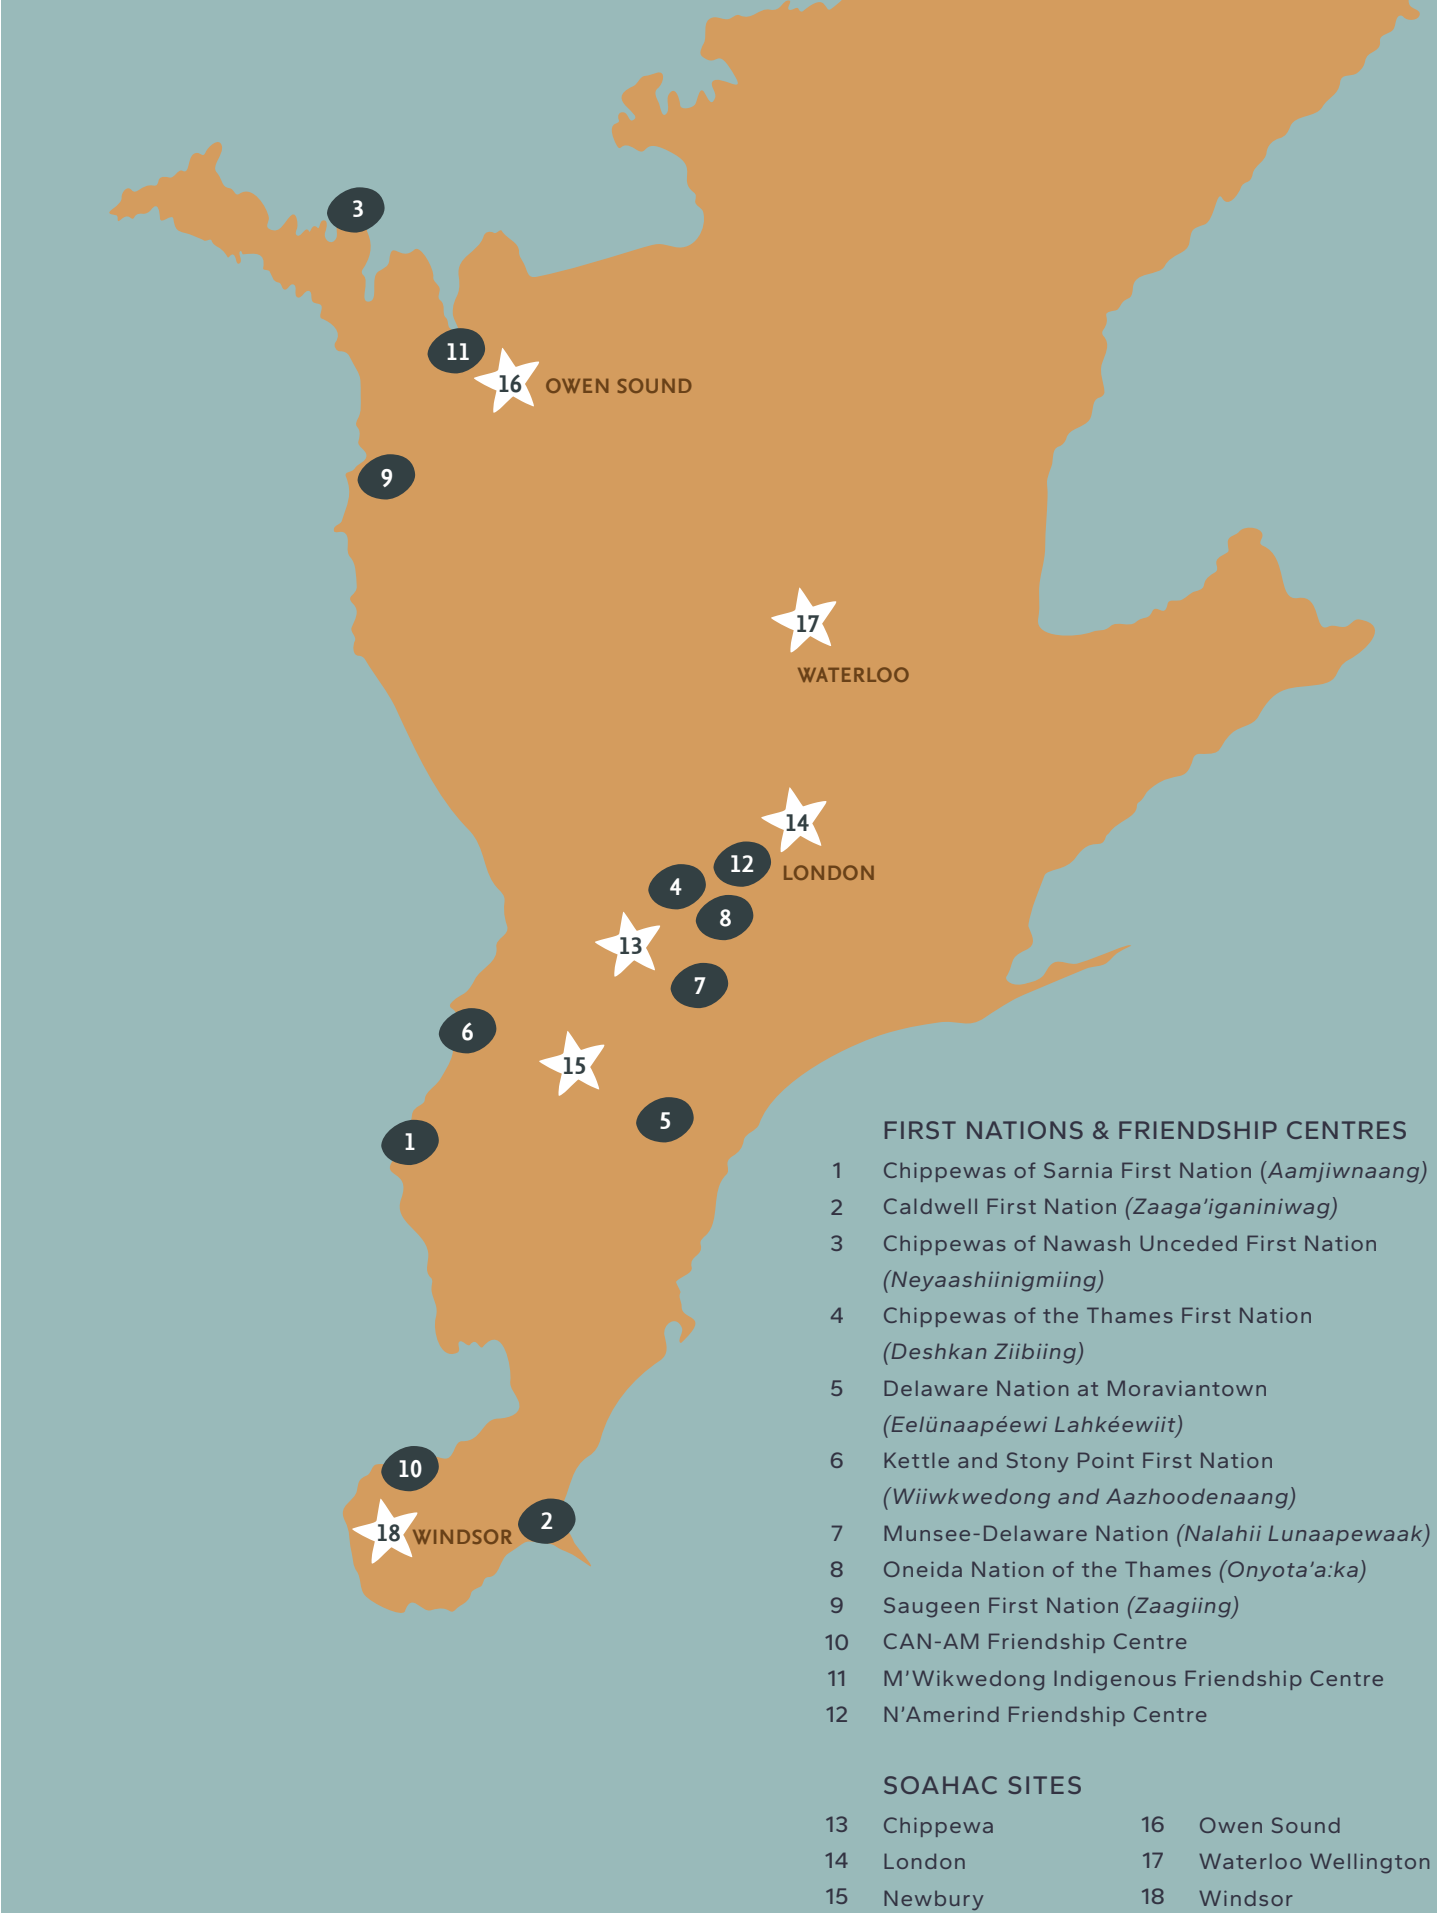 3
11
16 OWEN SOUND
9
17
WATERLOO
14
12
LONDON
4
8
13
7
6
15
5
1
10
2
18 WINDSOR
FIRST NATIONS & FRIENDSHIP CENTRES
1 Chippewas of Sarnia First Nation (Aamjiwnaang)
2 Caldwell First Nation (Zaaga’iganiniwag)
3 Chippewas of Nawash Unceded First Nation
(Neyaashiinigmiing)
4 Chippewas of the Thames First Nation
(Deshkan Ziibiing)
5 Delaware Nation at Moraviantown
(Eelünaapéewi Lahkéewiit)
6 Kettle and Stony Point First Nation
(Wiiwkwedong and Aazhoodenaang)
7 Munsee-Delaware Nation (Nalahii Lunaapewaak)
8 Oneida Nation of the Thames (Onyota’a:ka)
9 Saugeen First Nation (Zaagiing)
10 CAN-AM Friendship Centre
11 M’Wikwedong Indigenous Friendship Centre
12 N’Amerind Friendship Centre
SOAHAC SITES
13 Chippewa
14 London
15 Newbury
16 Owen Sound
17 Waterloo Wellington
18 Windsor